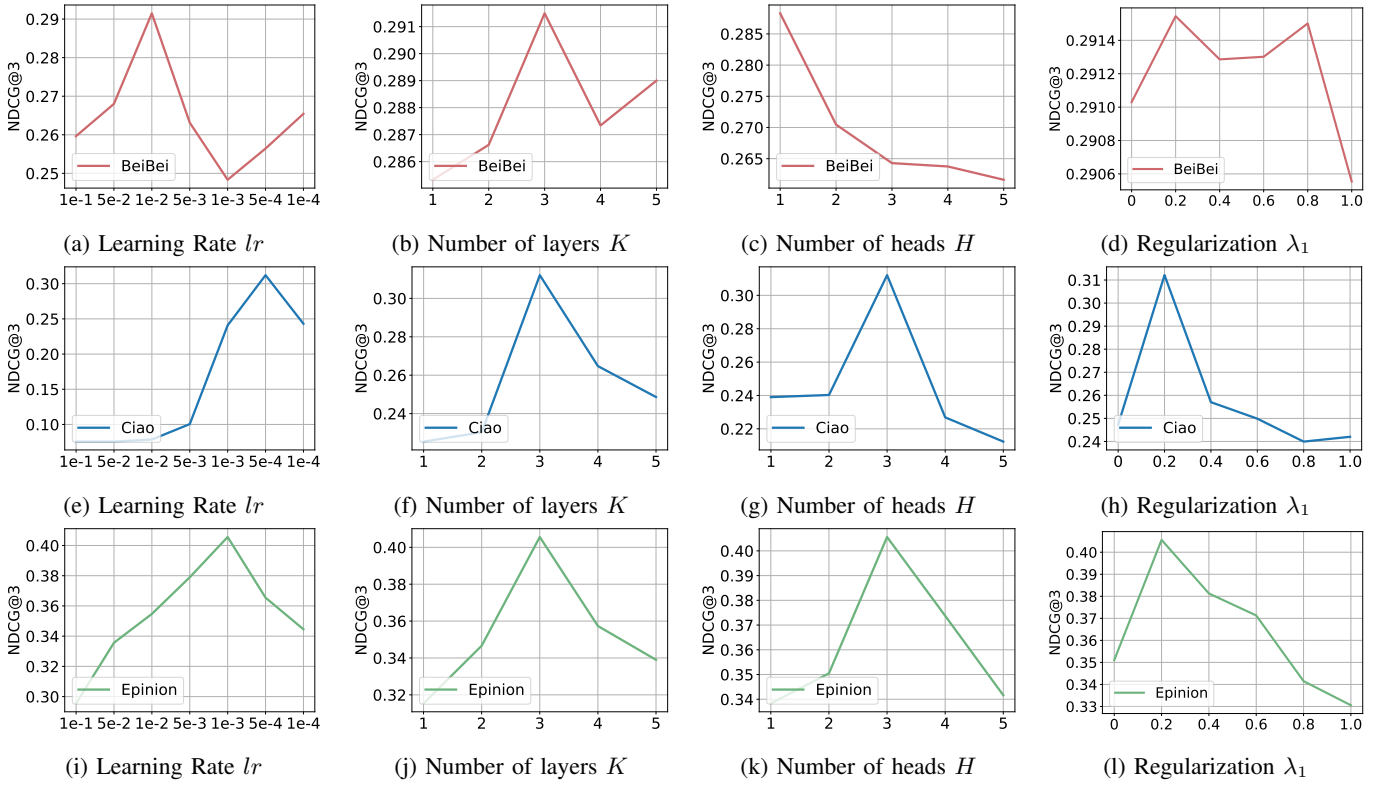 0.29
0.28
0.27
0.26
0.25
NDCG@3
BeiBei
1e-1 5e-2 1e-2 5e-3 1e-3 5e-4 1e-4
(a) Learning Rate lr
0.291
0.290
0.289
0.288
0.287
0.286
NDCG@3
BeiBei
1 2 3 4 5
(b) Number of layers K
0.285
0.280
0.275
0.270
0.265
NDCG@3
BeiBei
1 2 3 4 5
(c) Number of heads H
0.2914
0.2912
0.2910
0.2908
0.2906
NDCG@3
BeiBei
0 0.2 0.4 0.6 0.8 1.0
(d) Regularization λ1
0.30
0.25
0.20
0.15
0.10
NDCG@3
Ciao
1e-1 5e-2 1e-2 5e-3 1e-3 5e-4 1e-4
(e) Learning Rate lr
0.30
0.28
0.26
0.24
NDCG@3
Ciao
1 2 3 4 5
(f) Number of layers K
0.30
0.28
0.26
0.24
0.22
NDCG@3
Ciao
1 2 3 4 5
(g) Number of heads H
0.31
0.30
0.29
0.28
0.27
0.26
0.25
0.24
NDCG@3
Ciao
0 0.2 0.4 0.6 0.8 1.0
(h) Regularization λ1
0.40
0.38
0.36
0.34
0.32
0.30
NDCG@3
Epinion
1e-1 5e-2 1e-2 5e-3 1e-3 5e-4 1e-4
(i) Learning Rate lr
0.40
0.38
0.36
0.34
0.32
NDCG@3
Epinion
1 2 3 4 5
(j) Number of layers K
0.40
0.39
0.38
0.37
0.36
0.35
0.34
NDCG@3
Epinion
1 2 3 4 5
(k) Number of heads H
0.40
0.39
0.38
0.37
0.36
0.35
0.34
0.33
NDCG@3
Epinion
0 0.2 0.4 0.6 0.8 1.0
(l) Regularization λ1